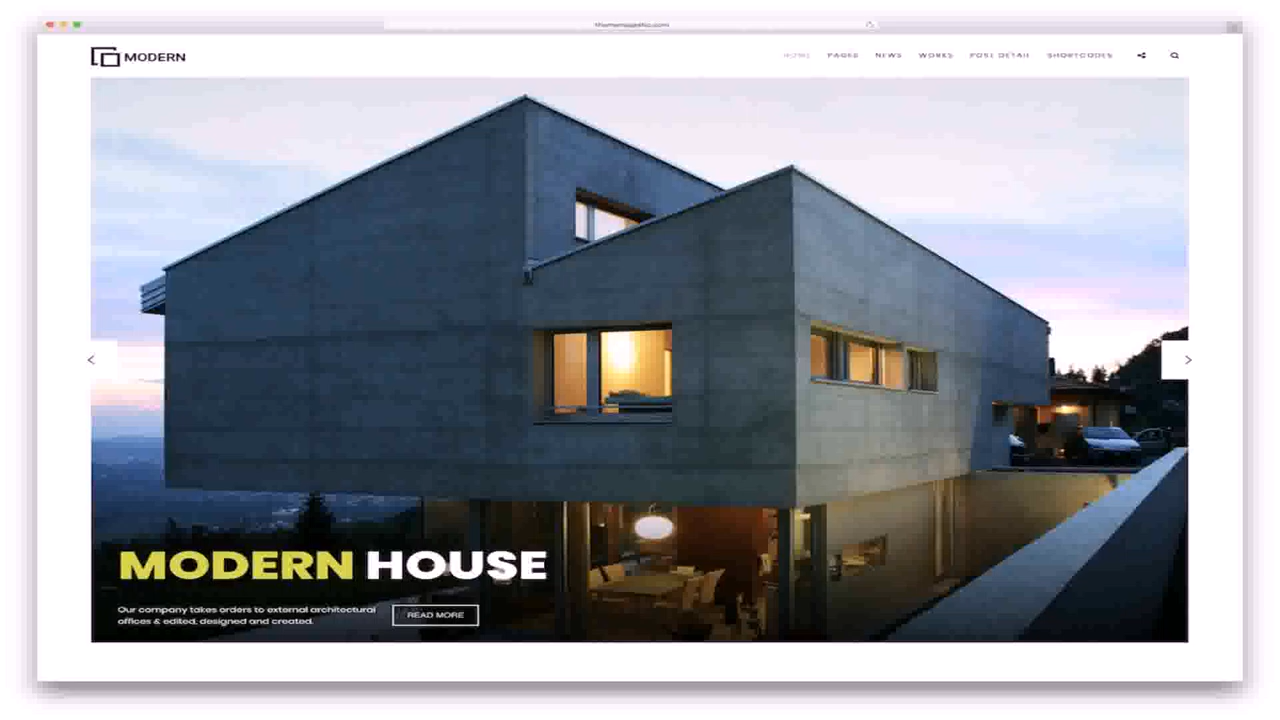 MODERN
HOME PAGES NEWS WORKS POST DETAIL SHORTCODES
MODERN HOUSE
Our company takes orders to external architectural
offices & edited, designed and created.
READ MORE